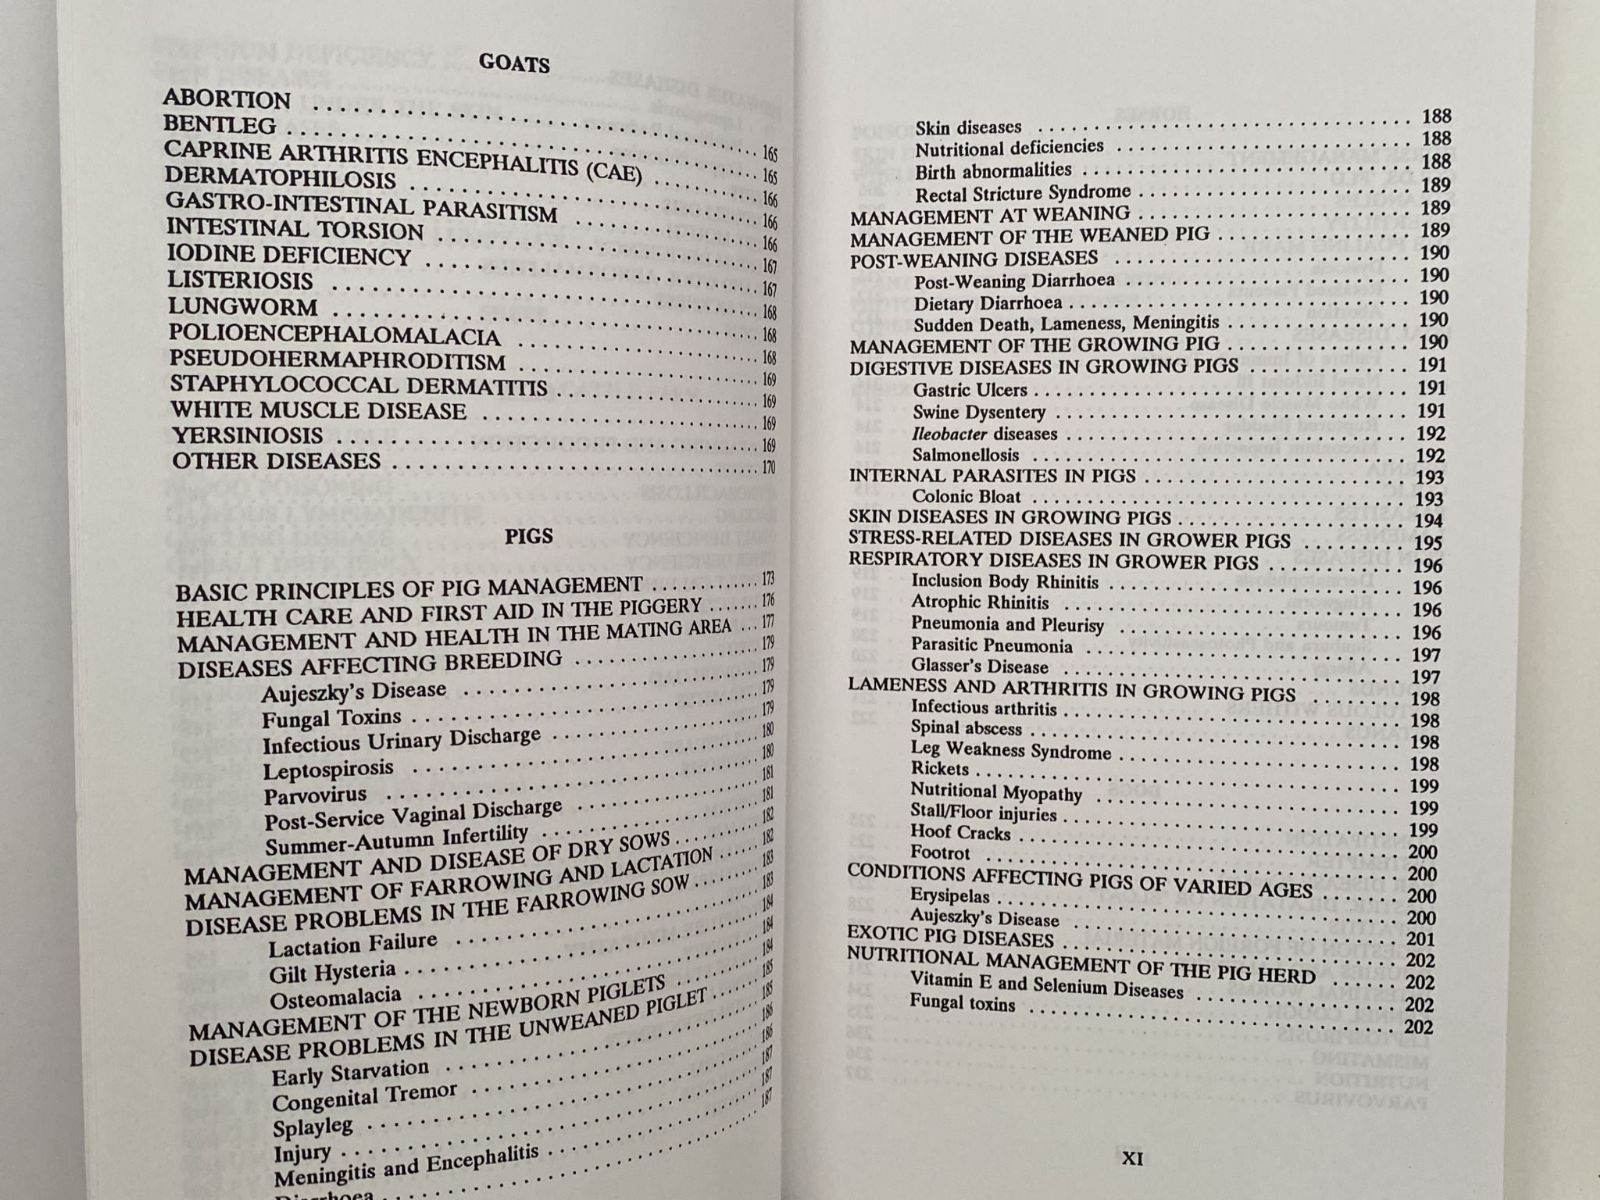 GOATS
ABORTION . . . . . 165
BENTLEG . . . . . 165
CAPRINE ARTHRITIS ENCEPHALITIS (CAE) . . . . . 166
DERMATOPHILOSIS . . . . . 166
GASTRO-INTESTINAL PARASITISM . . . . . 166
INTESTINAL TORSION . . . . . 167
IODINE DEFICIENCY . . . . . 167
LISTERIOSIS . . . . . 168
LUNGWORM . . . . . 168
POLIOENCEPHALOMALACIA . . . . . 168
PSEUDOHERMAPHRODITISM . . . . . 169
STAPHYLOCOCCAL DERMATITIS . . . . . 169
WHITE MUSCLE DISEASE . . . . . 169
YERSINIOSIS . . . . . 169
OTHER DISEASES . . . . . 170
PIGS
BASIC PRINCIPLES OF PIG MANAGEMENT . . . . . 173
HEALTH CARE AND FIRST AID IN THE PIGGERY . . . . . 176
MANAGEMENT AND HEALTH IN THE MATING AREA . . . 177
DISEASES AFFECTING BREEDING . . . . . 179
Aujeszky's Disease . . . . . 179
Fungal Toxins . . . . . 179
Infectious Urinary Discharge . . . . . 179
Leptospirosis . . . . . 180
Parvovirus . . . . . 180
Post-Service Vaginal Discharge . . . . . 181
Summer-Autumn Infertility . . . . . 181
MANAGEMENT AND DISEASE OF DRY SOWS . . . . . 182
MANAGEMENT OF FARROWING AND LACTATION . . . . . 182
DISEASE PROBLEMS IN THE FARROWING SOW . . . . . 183
Lactation Failure . . . . . 183
Gilt Hysteria . . . . . 184
Osteomalacia . . . . . 184
MANAGEMENT OF THE NEWBORN PIGLETS . . . . . 184
DISEASE PROBLEMS IN THE UNWEANED PIGLET . . . . . 185
Early Starvation . . . . . 185
Congenital Tremor . . . . . 186
Splayleg . . . . . 186
Injury . . . . . 187
Meningitis and Encephalitis . . . . . 187
Diarrhoea . . . . . 187
Skin diseases . . . . . 188
Nutritional deficiencies . . . . . 188
Birth abnormalities . . . . . 188
Rectal Stricture Syndrome . . . . . 189
MANAGEMENT AT WEANING . . . . . 189
MANAGEMENT OF THE WEANED PIG . . . . . 189
POST-WEANING DISEASES . . . . . 190
Post-Weaning Diarrhoea . . . . . 190
Dietary Diarrhoea . . . . . 190
Sudden Death, Lameness, Meningitis . . . . . 190
MANAGEMENT OF THE GROWING PIG . . . . . 190
DIGESTIVE DISEASES IN GROWING PIGS . . . . . 191
Gastric Ulcers . . . . . 191
Swine Dysentery . . . . . 191
Ileobacter diseases . . . . . 192
Salmonellosis . . . . . 192
INTERNAL PARASITES IN PIGS . . . . . 193
Colonic Bloat . . . . . 193
SKIN DISEASES IN GROWING PIGS . . . . . 194
STRESS-RELATED DISEASES IN GROWER PIGS . . . . . 195
RESPIRATORY DISEASES IN GROWER PIGS . . . . . 196
Inclusion Body Rhinitis . . . . . 196
Atrophic Rhinitis . . . . . 196
Pneumonia and Pleurisy . . . . . 196
Parasitic Pneumonia . . . . . 197
Glasser's Disease . . . . . 197
LAMENESS AND ARTHRITIS IN GROWING PIGS . . . . . 198
Infectious arthritis . . . . . 198
Spinal abscess . . . . . 198
Leg Weakness Syndrome . . . . . 198
Rickets . . . . . 199
Nutritional Myopathy . . . . . 199
Stall/Floor injuries . . . . . 199
Hoof Cracks . . . . . 200
Footrot . . . . . 200
CONDITIONS AFFECTING PIGS OF VARIED AGES . . . . . 200
Erysipelas . . . . . 200
Aujeszky's Disease . . . . . 201
EXOTIC PIG DISEASES . . . . . 202
NUTRITIONAL MANAGEMENT OF THE PIG HERD . . . . . 202
Vitamin E and Selenium Diseases . . . . . 202
Fungal toxins . . . . . 202
XI